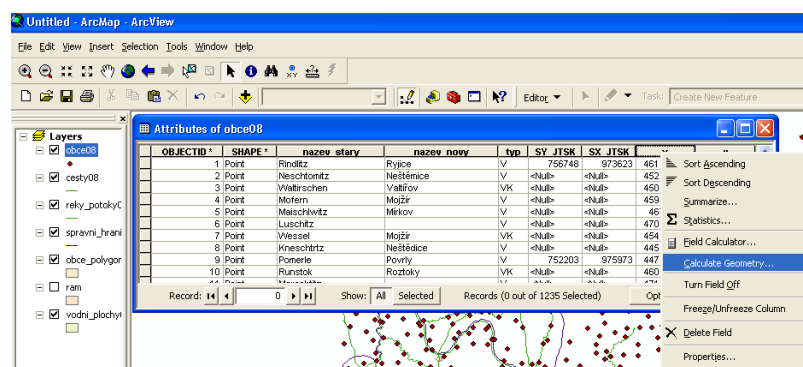 Untitled - ArcMap - ArcView
File Edit View Insert Selection Tools Window Help
Editor Task: Create New Feature
Layers
obce08
cesty08
reky_potoky0
spravni_hrani
obce_polygor
ram
vodni_plochy
Attributes of obce08
OBJECTID * SHAPE * nazev_stary nazev_novy typ SY_JTSK SX_JTSK
1 Point Rindlitz Ryjice V 756748 973623 461
2 Point Neschtomitz Neštěmice V <Null> <Null> 452
3 Point Waltirschen Valtířov VK <Null> <Null> 450
4 Point Mofern Mojžíř V <Null> <Null> 459
5 Point Maischlwitz Mírkov V <Null> <Null> 46
6 Point Luschitz V <Null> <Null> 470
7 Point Wessel Mojžíř VK <Null> <Null> 454
8 Point Kneschtrtz Neštědice V <Null> <Null> 445
9 Point Pomerle Povrly V 752203 975973 447
10 Point Runstok Roztoky VK <Null> <Null> 460
Record: 0 Show: All Selected Records (0 out of 1235 Selected) Opt
Sort Ascending
Sort Descending
Summarize...
Statistics...
Field Calculator...
Calculate Geometry...
Turn Field Off
Freeze/Unfreeze Column
Delete Field
Properties...